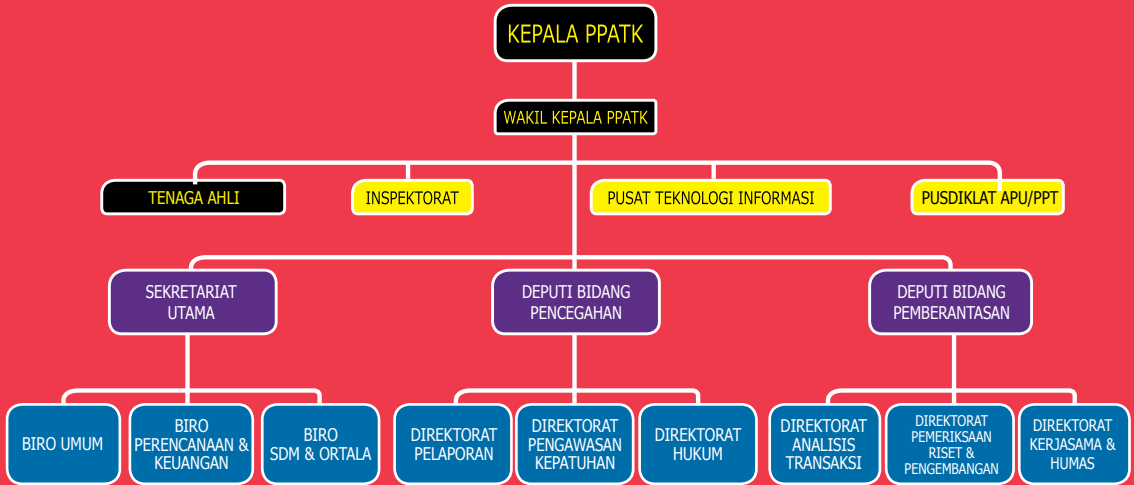 KEPALA PPATK
WAKIL KEPALA PPATK
TENAGA AHLI
INSPEKTORAT
PUSAT TEKNOLOGI INFORMASI
PUSDIKLAT APU/PPT
SEKRETARIAT
UTAMA
DEPUTI BIDANG
PENCEGAHAN
DEPUTI BIDANG
PEMBERANTASAN
BIRO UMUM
BIRO
PERENCANAAN &
KEUANGAN
BIRO
SDM & ORTALA
DIREKTORAT
PELAPORAN
DIREKTORAT
PENGAWASAN
KEPATUHAN
DIREKTORAT
HUKUM
DIREKTORAT
ANALISIS
TRANSAKSI
DIREKTORAT
PEMERIKSAAN
RISET &
PENGEMBANGAN
DIREKTORAT
KERJASAMA &
HUMAS